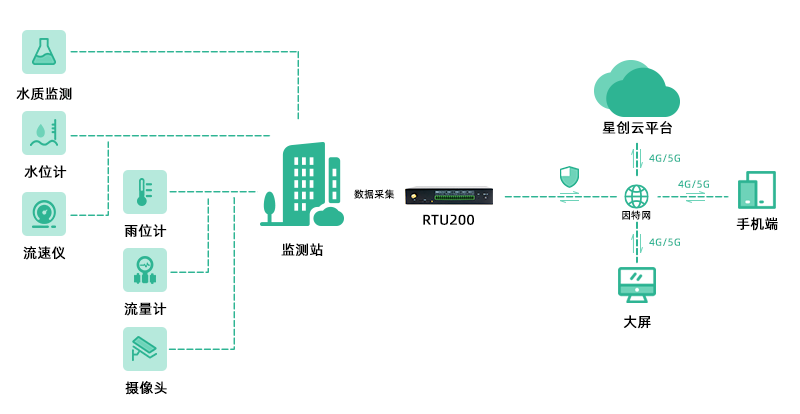 水质监测
水位计
流速仪
雨位计
流量计
摄像头
监测站
数据采集
RTU200
星创云平台
4G/5G
因特网
4G/5G
手机端
4G/5G
大屏